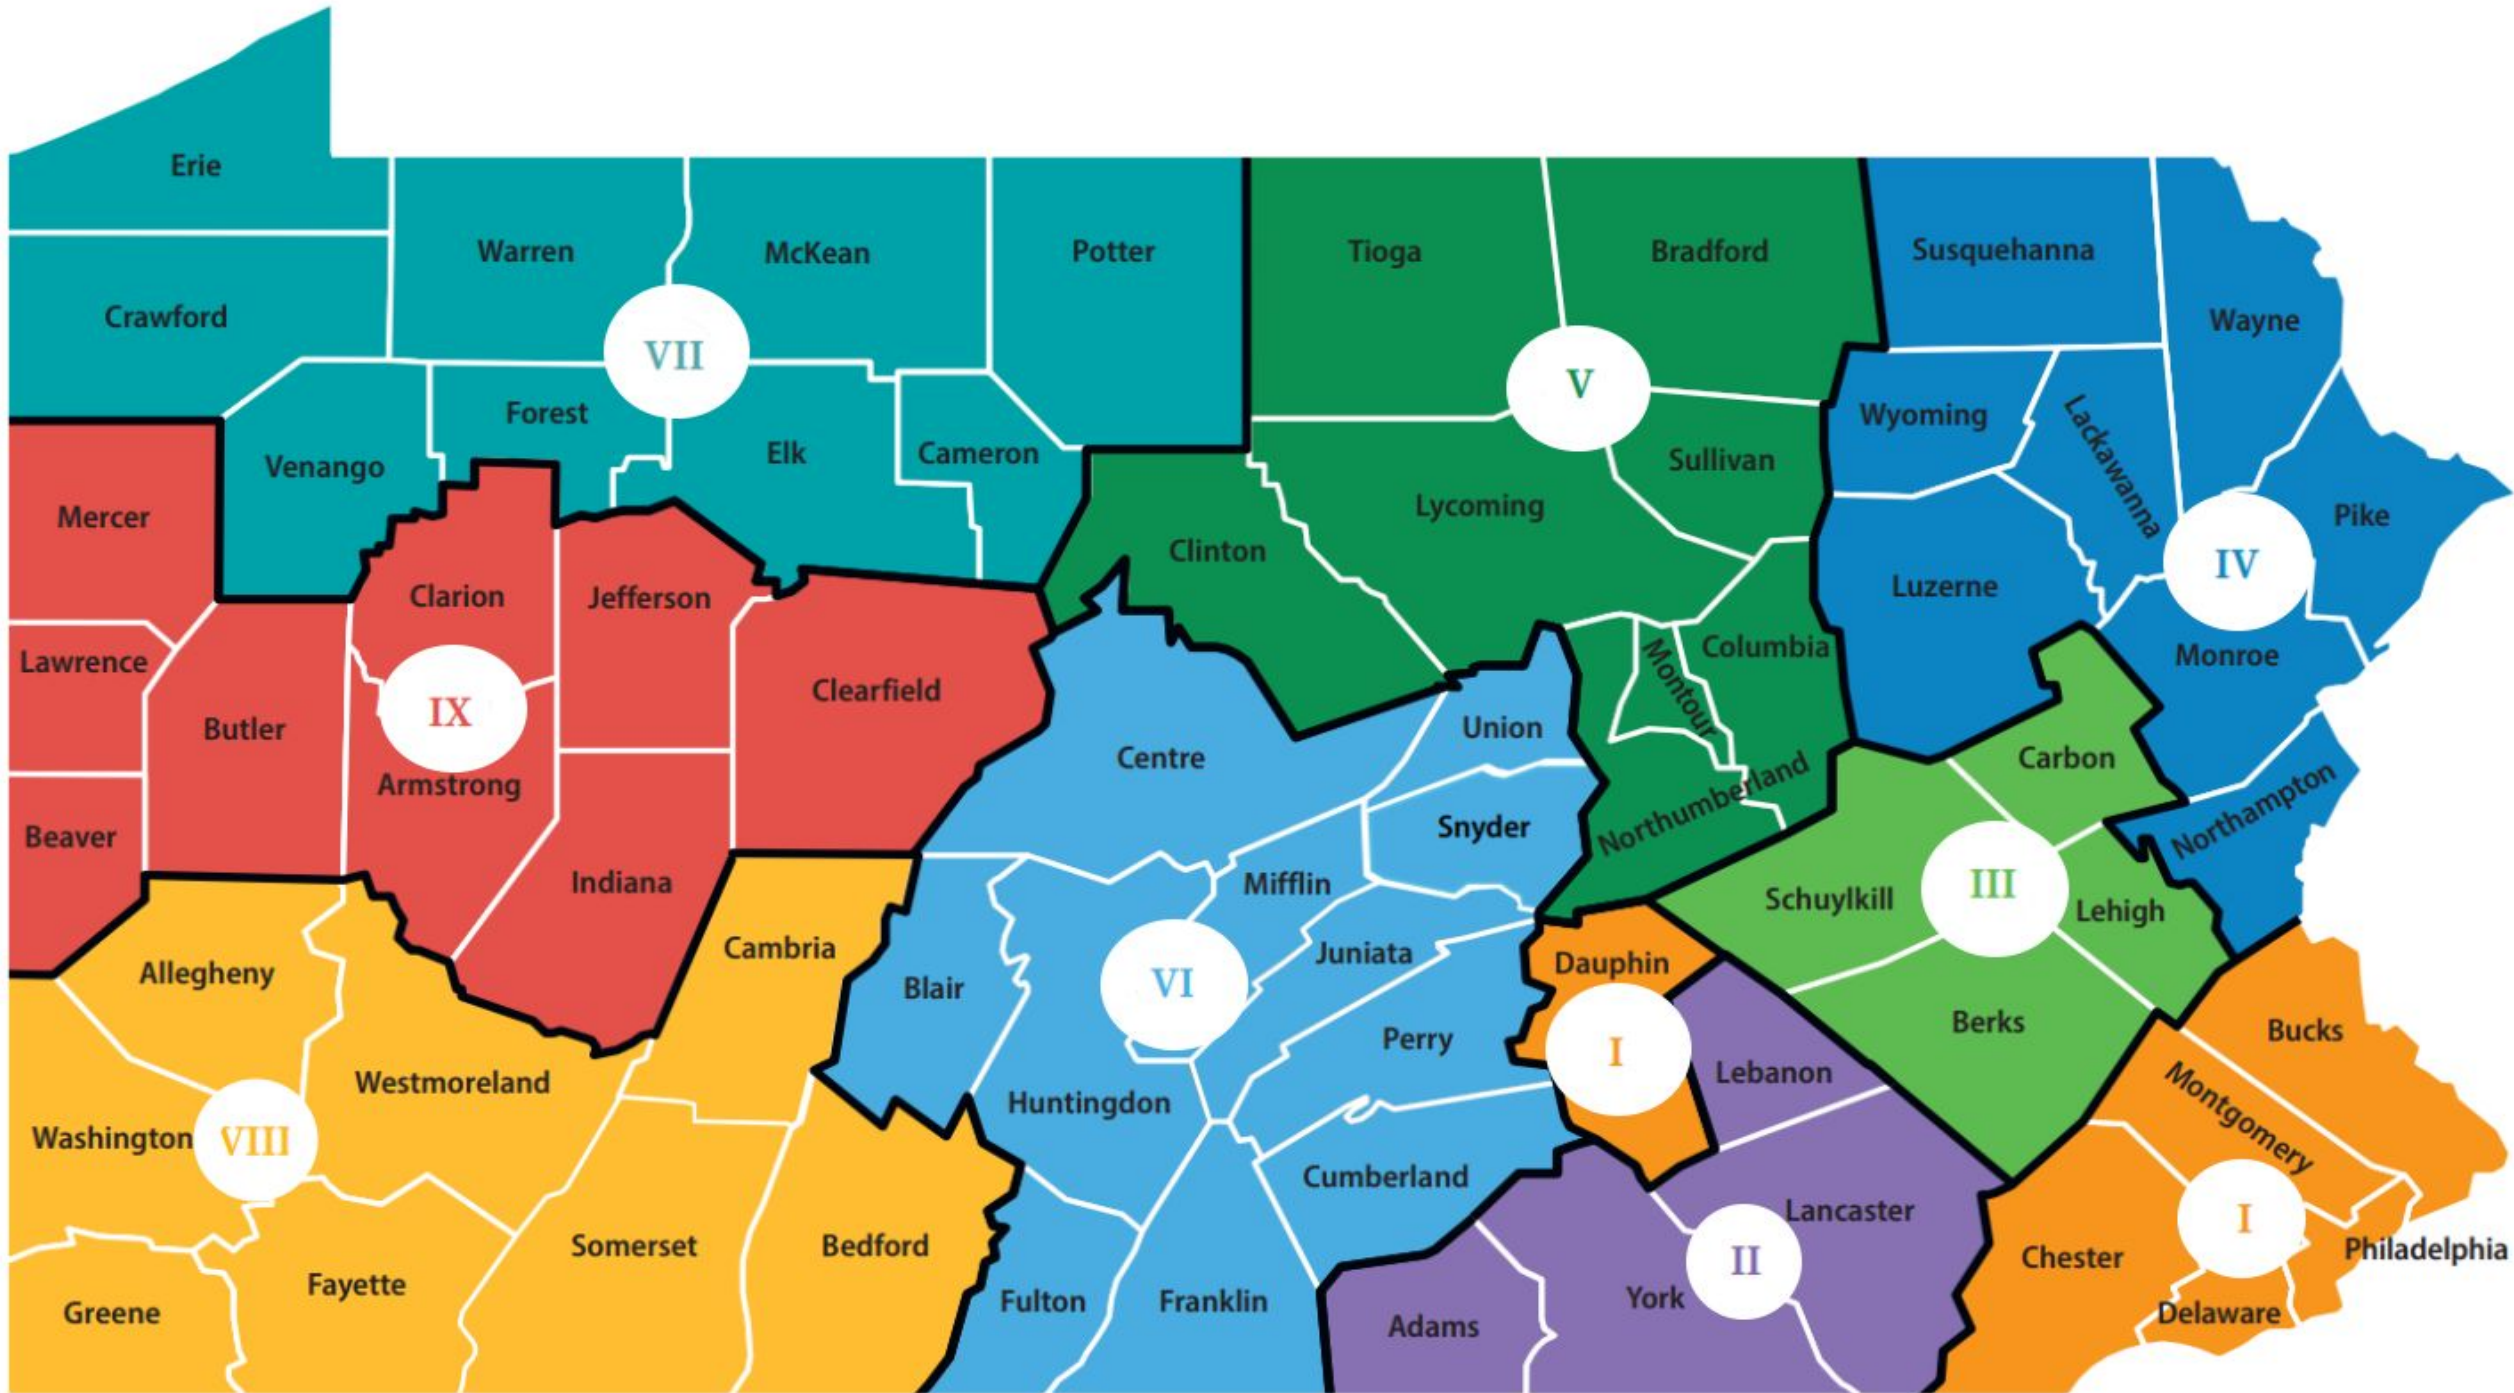 Erie
Warren
McKean
Potter
Tioga
Bradford
Susquehanna
Crawford
Wayne
VII
V
Forest
Wyoming
Lackawanna
Venango
Elk
Cameron
Sullivan
Mercer
Lycoming
Pike
Clinton
IV
Clarion
Jefferson
Luzerne
Lawrence
Columbia
Montour
Monroe
Clearfield
IX
Butler
Union
Centre
Carbon
Armstrong
Northumberland
Northampton
Beaver
Snyder
Indiana
Mifflin
III
Schuylkill
Lehigh
Cambria
Juniata
Dauphin
Allegheny
Blair
VI
Berks
Bucks
Perry
I
Lebanon
Westmoreland
Huntingdon
Montgomery
Washington
VIII
Cumberland
Lancaster
I
Somerset
Bedford
II
Chester
Philadelphia
Fayette
Greene
Fulton
Franklin
York
Adams
Delaware